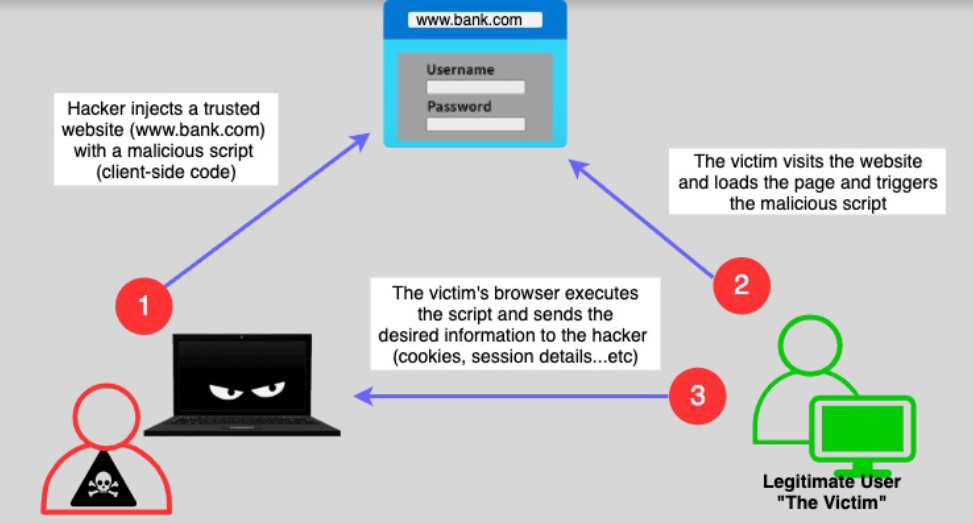 www.bank.com
Username
Password
Hacker injects a trusted
website (www.bank.com)
with a malicious script
(client-side code)
The victim visits the website
and loads the page and triggers
the malicious script
1
2
The victim's browser executes
the script and sends the
desired information to the hacker
(cookies, session details...etc)
3
Legitimate User
"The Victim"